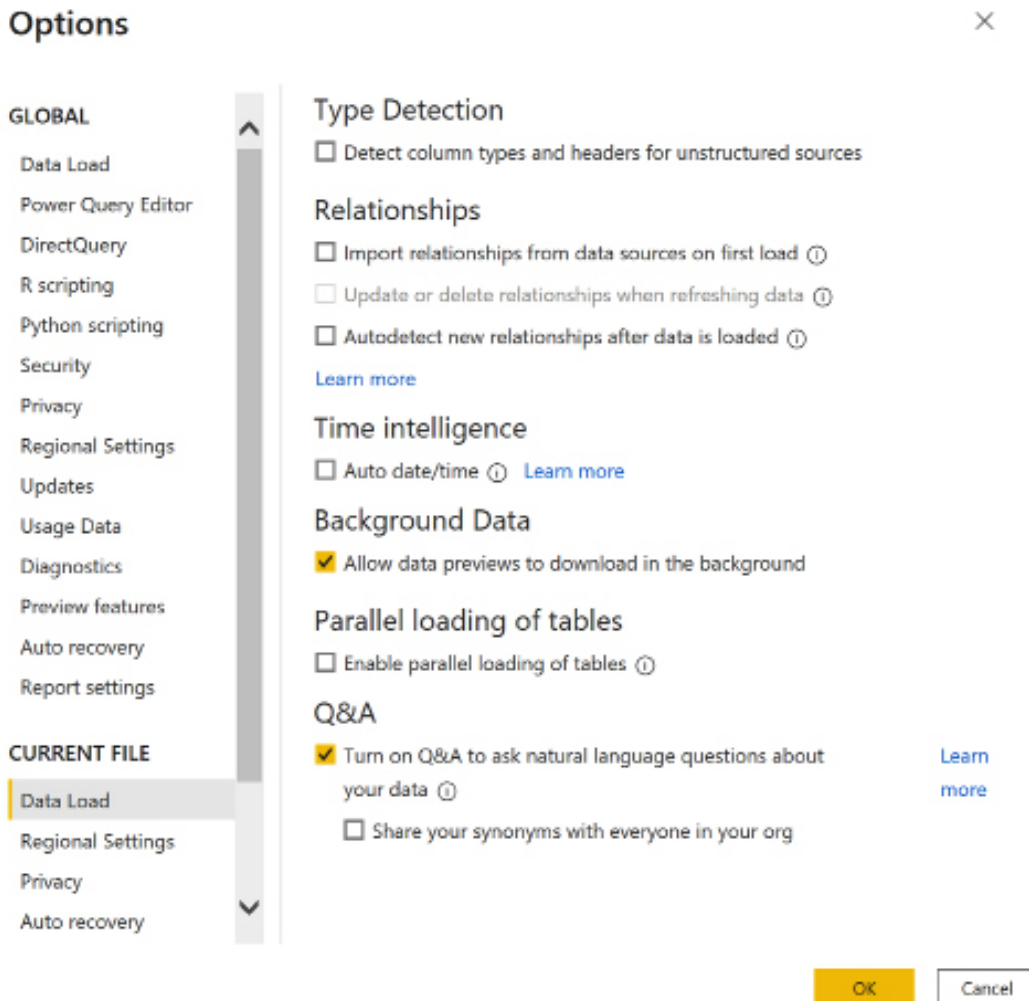 Options
GLOBAL
Data Load
Power Query Editor
DirectQuery
R scripting
Python scripting
Security
Privacy
Regional Settings
Updates
Usage Data
Diagnostics
Preview features
Auto recovery
Report settings
CURRENT FILE
Data Load
Regional Settings
Privacy
Auto recovery
Type Detection
Detect column types and headers for unstructured sources
Relationships
Import relationships from data sources on first load
Update or delete relationships when refreshing data
Autodetect new relationships after data is loaded
Learn more
Time intelligence
Auto date/time Learn more
Background Data
Allow data previews to download in the background
Parallel loading of tables
Enable parallel loading of tables
Q&A
Turn on Q&A to ask natural language questions about
your data
Learn
more
Share your synonyms with everyone in your org
OK
Cancel